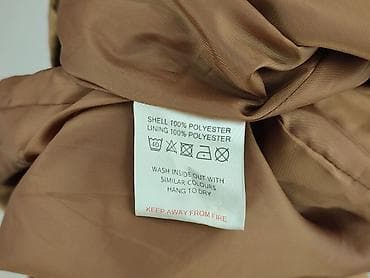 SHELL 100% POLYESTER
LINING 100% POLYESTER
40
WASH INSIDE OUT WITH
SIMILAR COLOURS
HANG TO DRY.
KEEP AWAY FROM FIRE